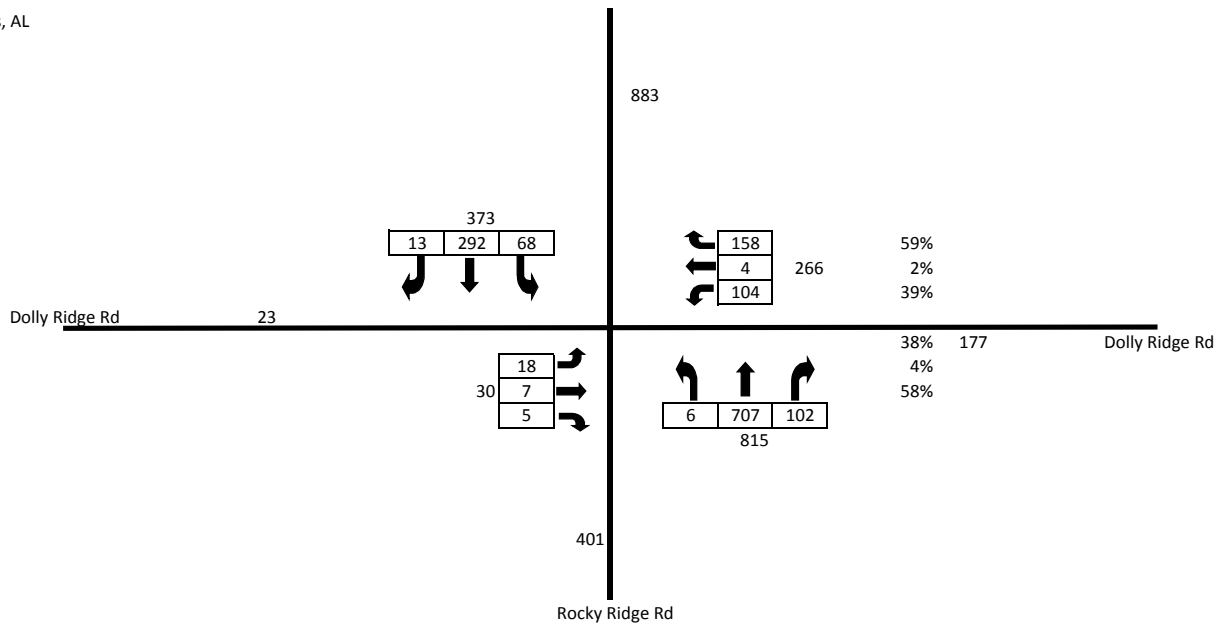 , AL
883
373
13 292 68
158 59%
4 266 2%
104 39%
Dolly Ridge Rd 23
38% 177 Dolly Ridge Rd
18 4%
30 7 58%
5
6 707 102
815
401
Rocky Ridge Rd